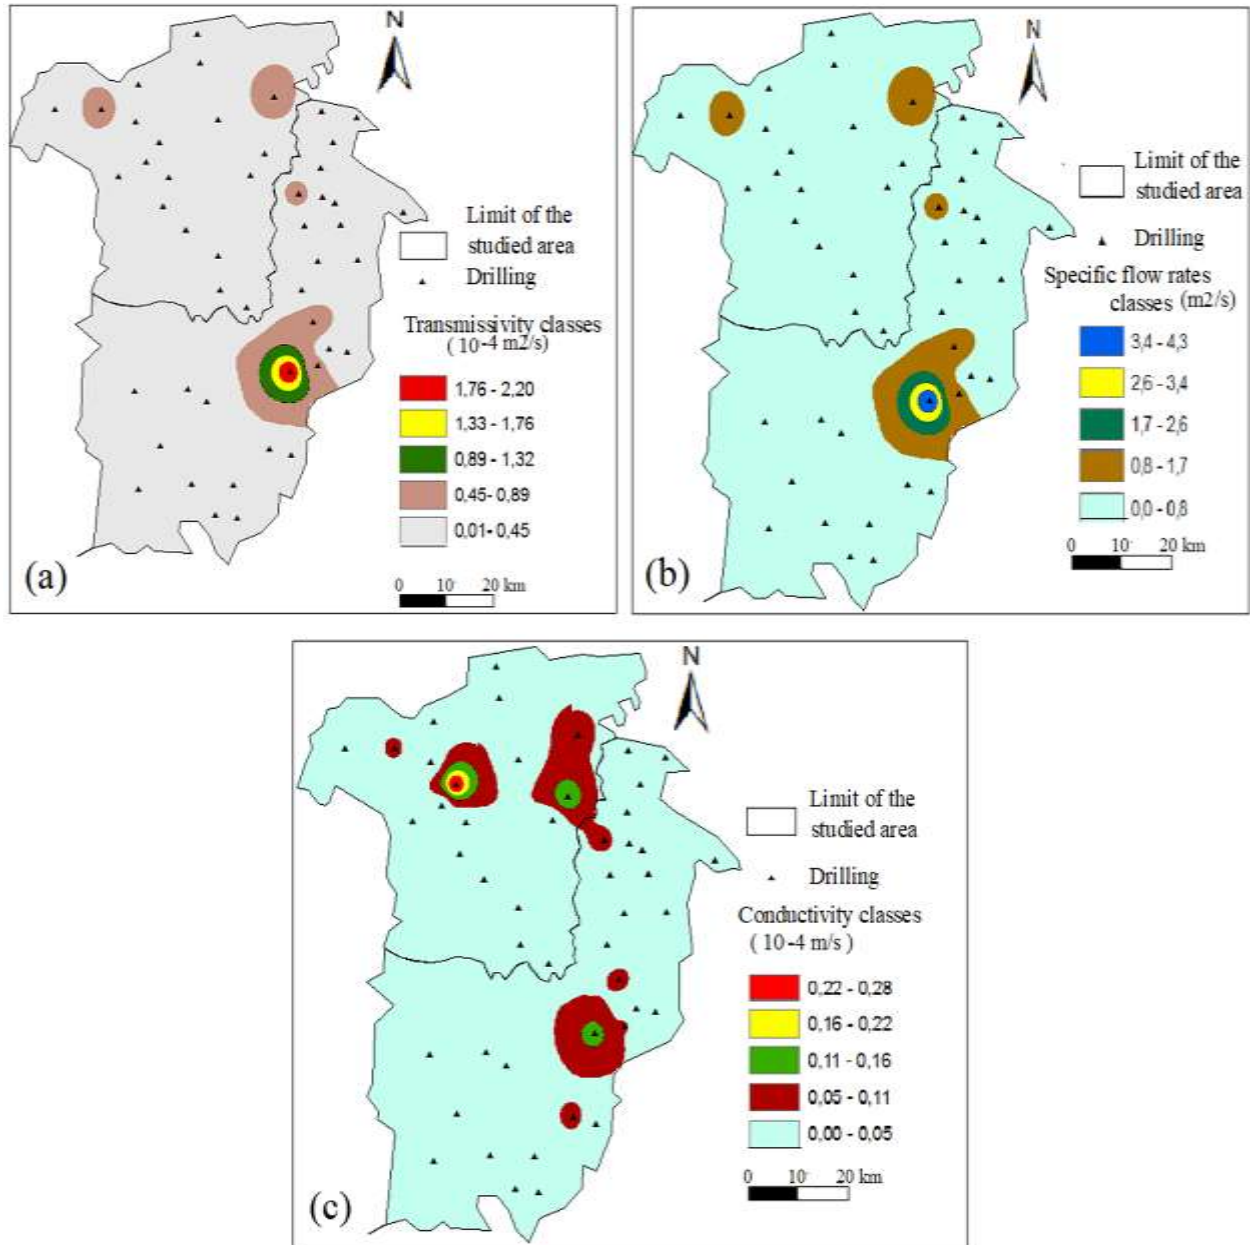 N
Limit of the
studied area
Drilling
Transmissivity classes
( 10-4 m2/s)
1,76 - 2,20
1,33 - 1,76
0,89 - 1,32
0,45- 0,89
0,01- 0,45
0 10 20 km
(a)
N
Limit of the
studied area
Drilling
Specific flow rates
classes (m2/s)
3,4 - 4,3
2,6 - 3,4
1,7 - 2,6
0,8 - 1,7
0,0 - 0,8
0 10 20 km
(b)
N
Limit of the
studied area
Drilling
Conductivity classes
( 10-4 m/s )
0,22 - 0,28
0,16 - 0,22
0,11 - 0,16
0,05 - 0,11
0,00 - 0,05
0 10 20 km
(c)